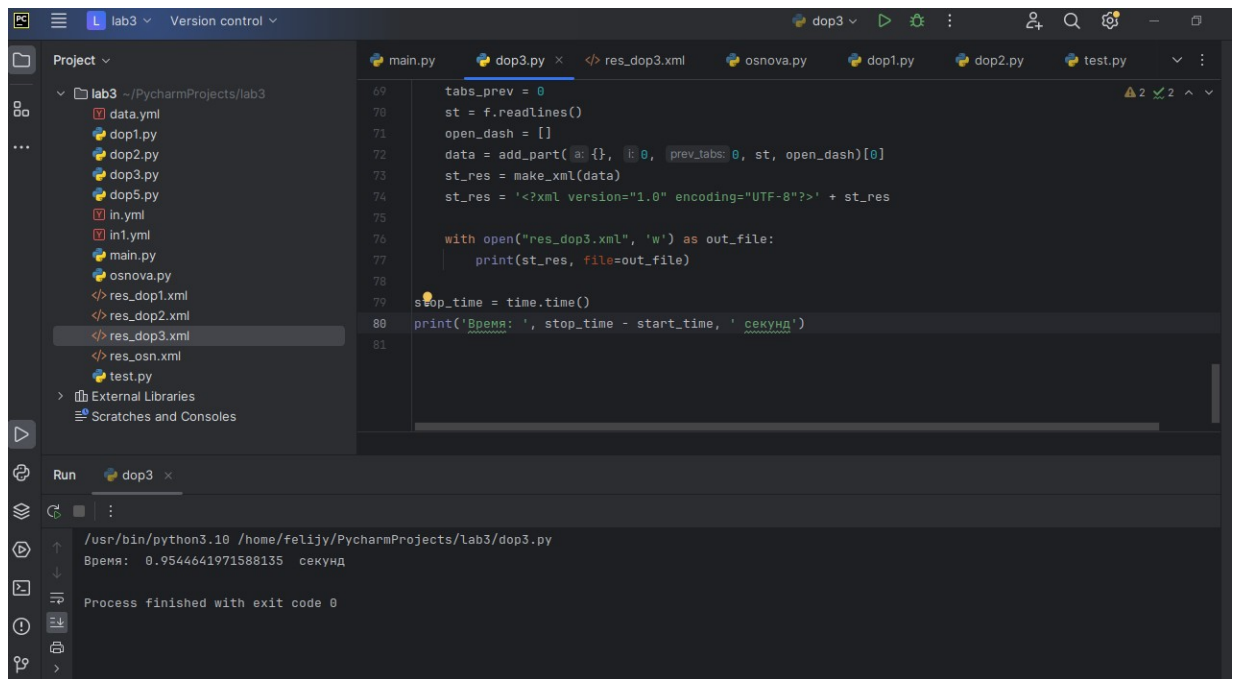 PC L lab3 Version control dop3
Project
lab3 ~/PycharmProjects/lab3
data.yml
dop1.py
dop2.py
dop3.py
dop5.py
in.yml
in1.yml
main.py
osnova.py
res_dop1.xml
res_dop2.xml
res_dop3.xml
res_osn.xml
test.py
External Libraries
Scratches and Consoles
main.py dop3.py × </> res_dop3.xml osnova.py dop1.py dop2.py test.py
2 2
69 tabs_prev = 0
70 st = f.readlines()
71 open_dash = []
72 data = add_part( a: {}, i: 0, prev_tabs: 0, st, open_dash)[0]
73 st_res = make_xml(data)
74 st_res = '<?xml version="1.0" encoding="UTF-8"?>' + st_res
75
76 with open("res_dop3.xml", 'w') as out_file:
77 print(st_res, file=out_file)
78
79 stop_time = time.time()
80 print('Время: ', stop_time - start_time, ' секунд')
81
Run dop3 ×
/usr/bin/python3.10 /home/felijy/PycharmProjects/lab3/dop3.py
Время:  0.9544641971588135  секунд
Process finished with exit code 0